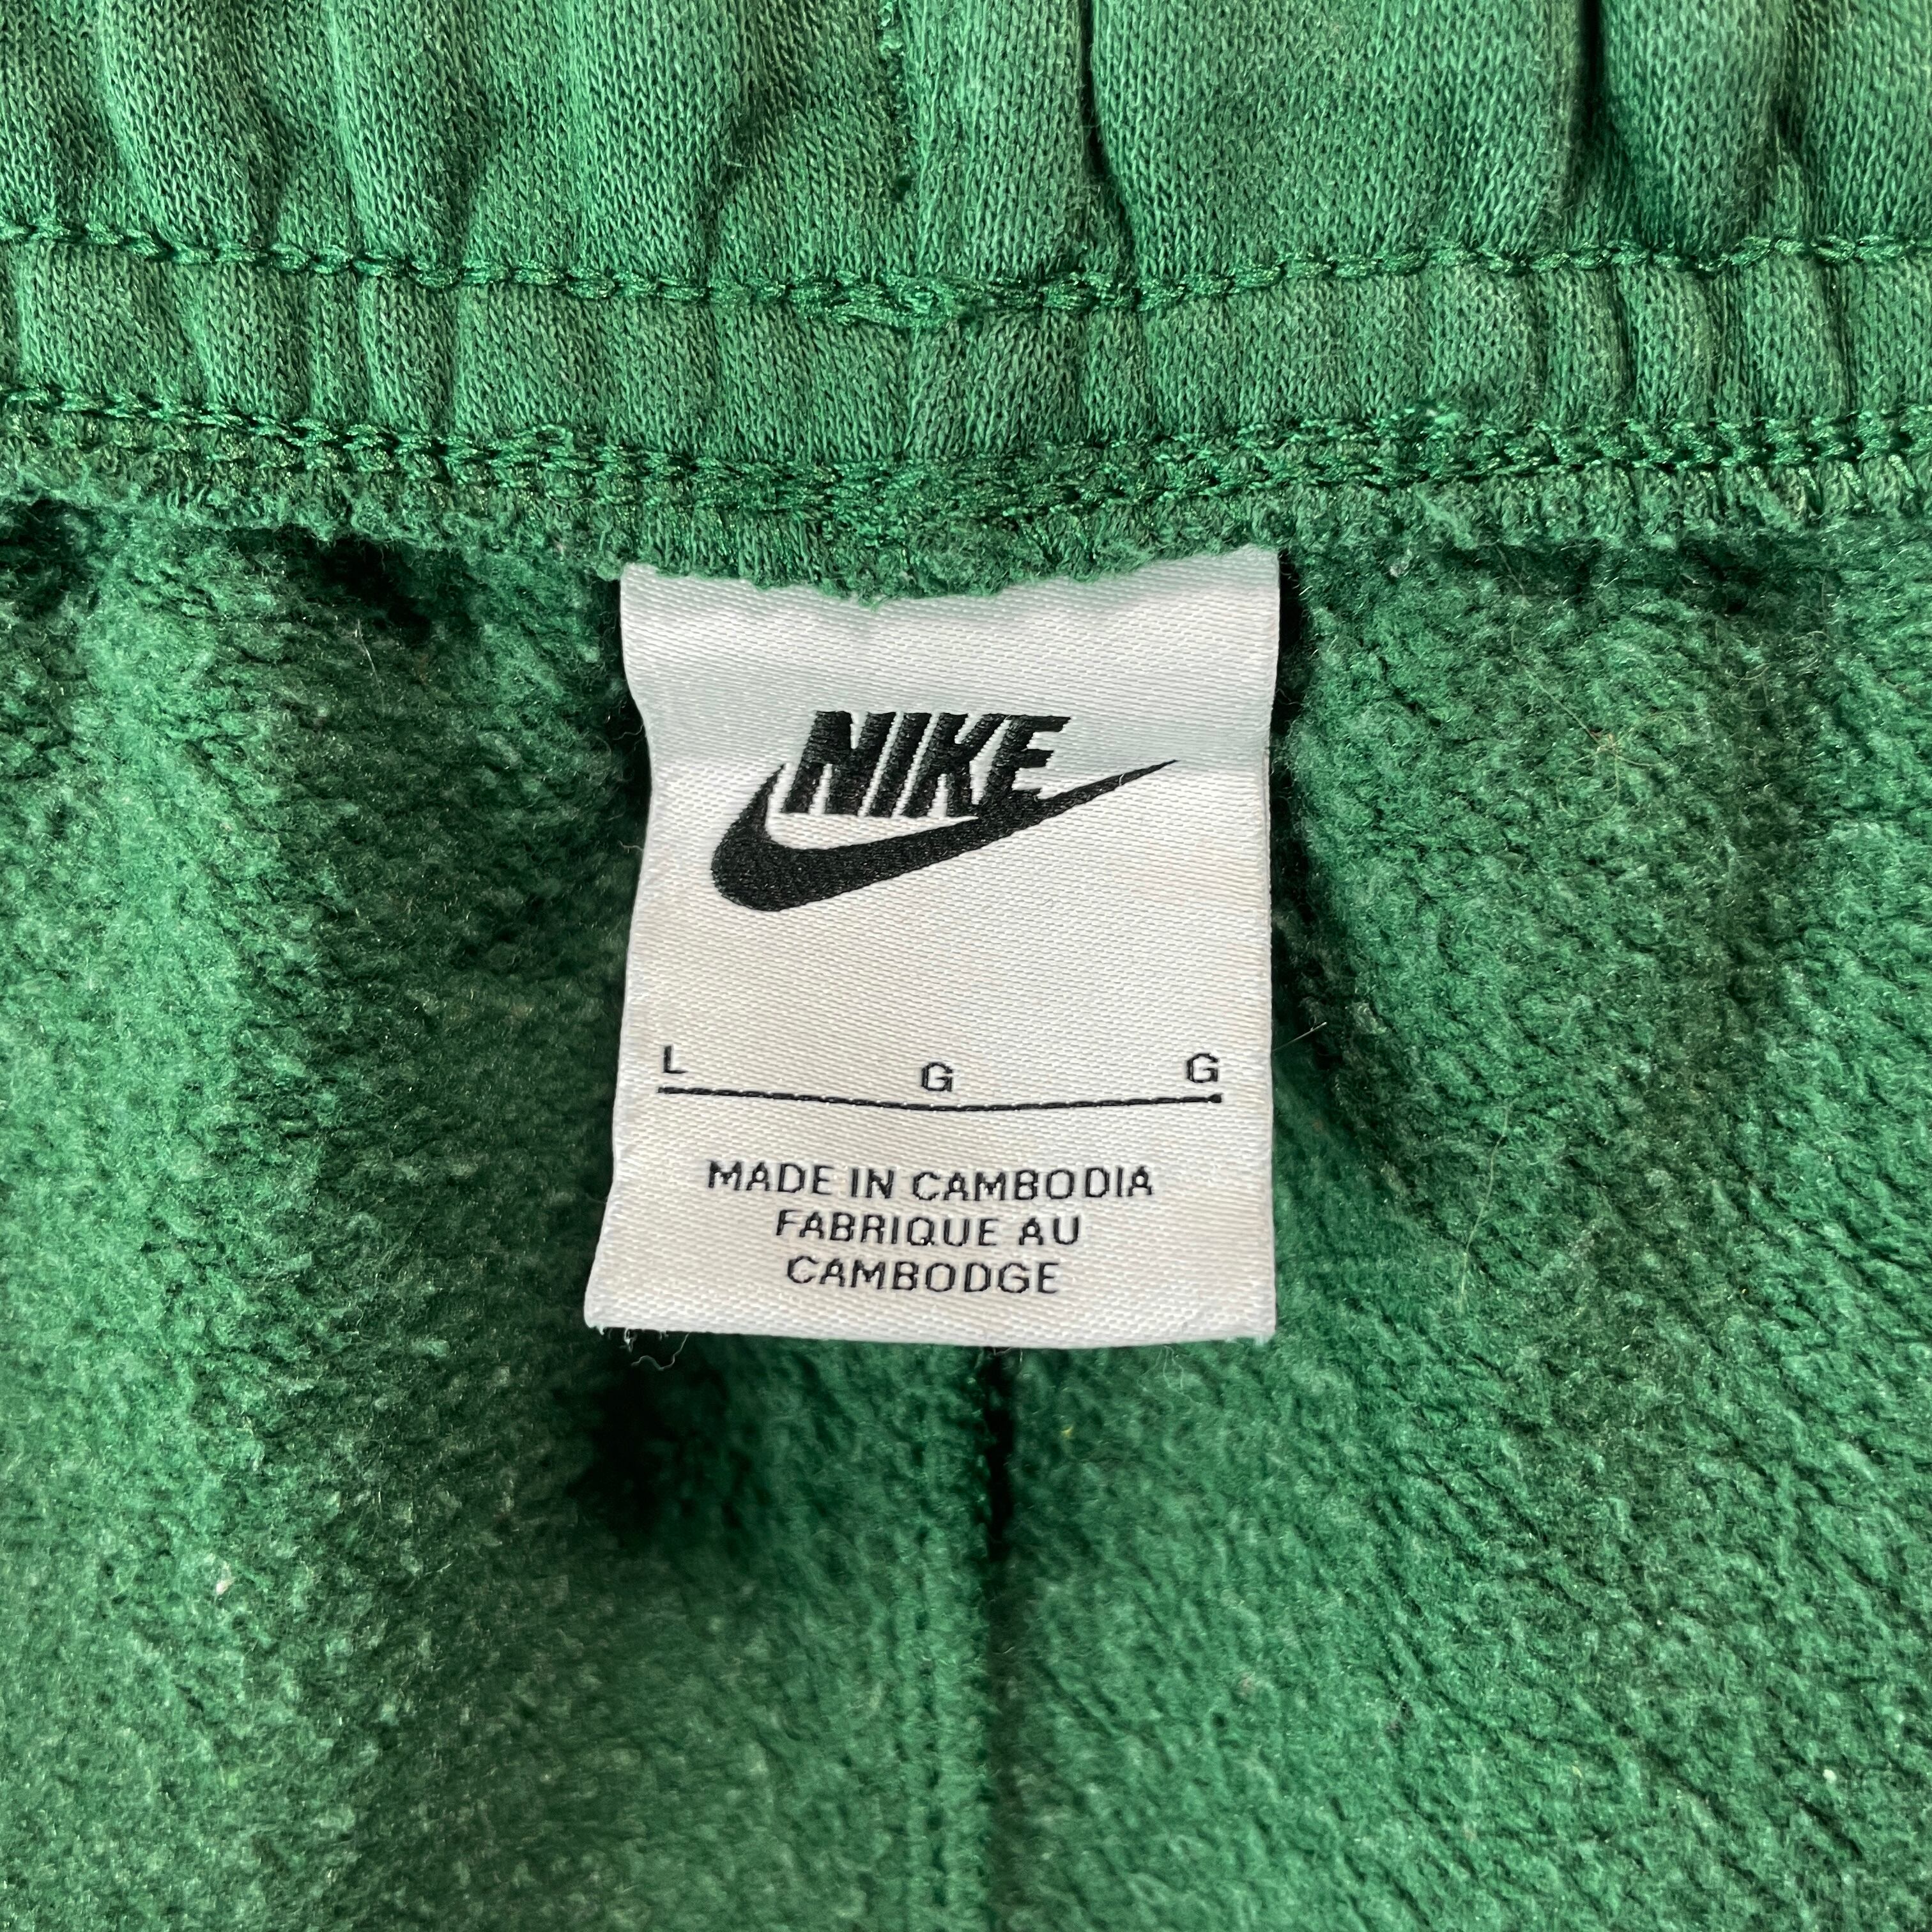 NIKE
L G G
MADE IN CAMBODIA
FABRIQUE AU
CAMBODGE